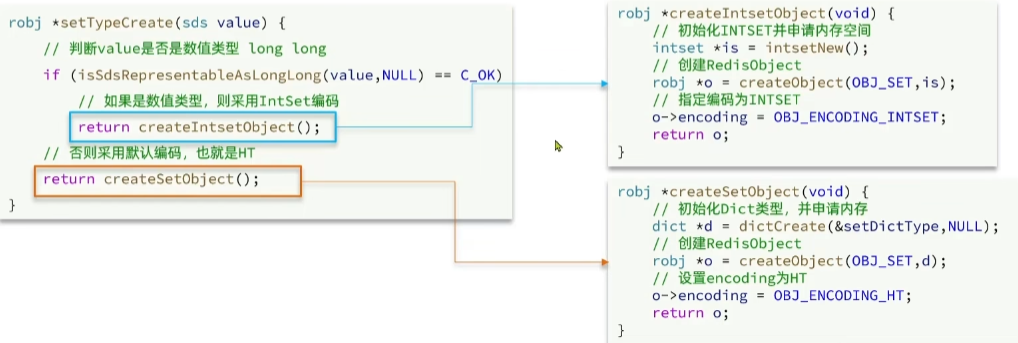 robj *setTypeCreate(sds value) {
// 判断value是否是数值类型 long long
if (isSdsRepresentableAsLongLong(value,NULL) == C_OK)
// 如果是数值类型，则采用IntSet编码
return createIntsetObject();
// 否则采用默认编码，也就是HT
return createSetObject();
}
robj *createIntsetObject(void) {
// 初始化INTSET并申请内存空间
intset *is = intsetNew();
// 创建RedisObject
robj *o = createObject(OBJ_SET,is);
// 指定编码为INTSET
o->encoding = OBJ_ENCODING_INTSET;
return o;
}
robj *createSetObject(void) {
// 初始化Dict类型，并申请内存
dict *d = dictCreate(&setDictType,NULL);
// 创建RedisObject
robj *o = createObject(OBJ_SET,d);
// 设置encoding为HT
o->encoding = OBJ_ENCODING_HT;
return o;
}